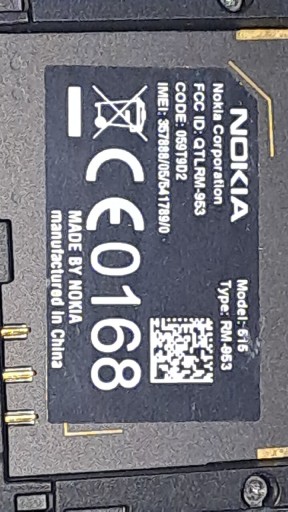 NOKIA
Model: 515
Nokia Corporation
Type: RM-953
FCC ID: QTLRM-953
CODE: 059T9D2
IMEI: 357888/05/541789/0
CE0168
MADE BY NOKIA
manufactured in China